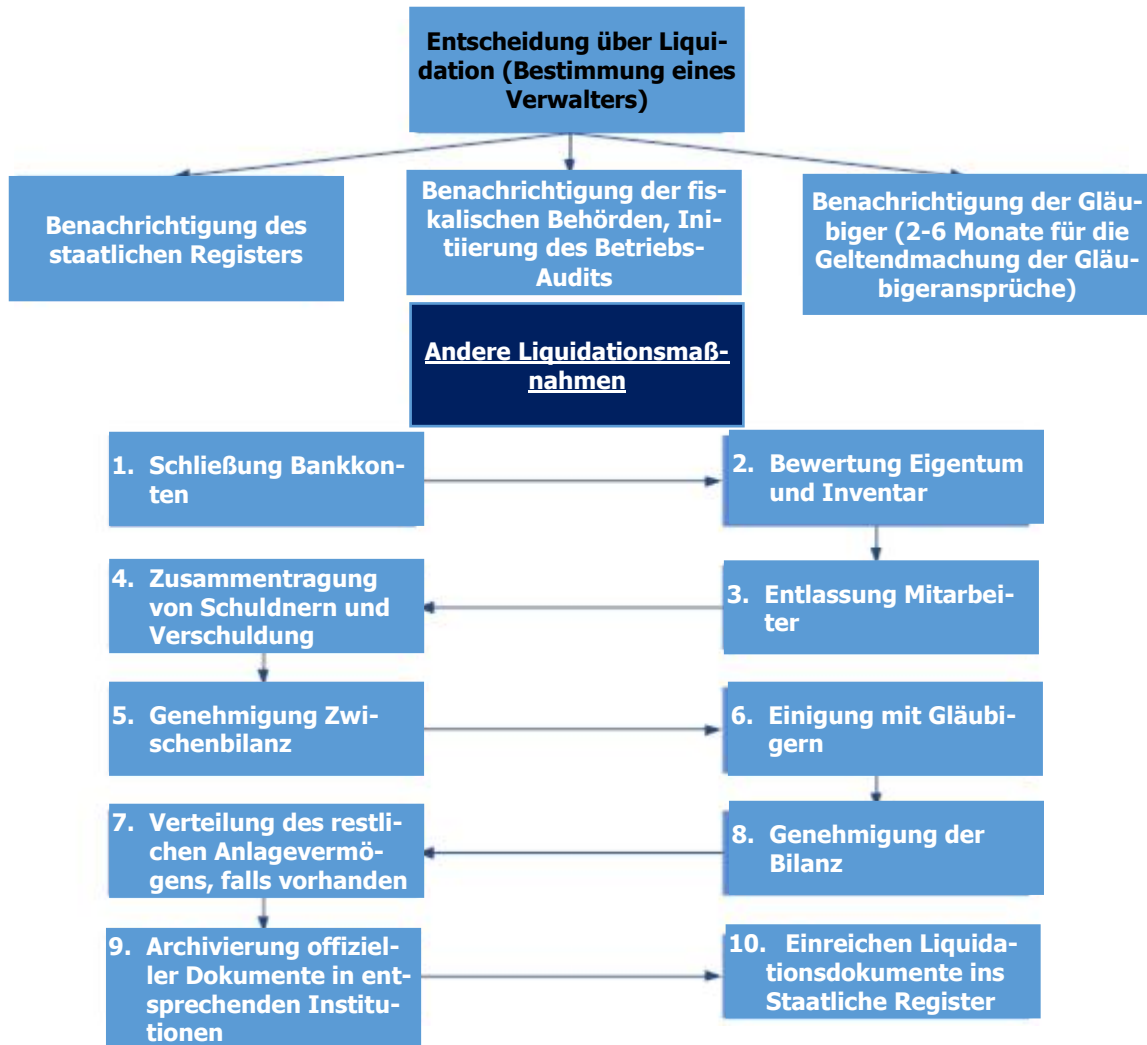 Entscheidung über Liqui-
dation (Bestimmung eines
Verwalters)
Benachrichtigung des
staatlichen Registers
Benachrichtigung der fis-
kalischen Behörden, Ini-
tiierung des Betriebs-
Audits
Benachrichtigung der Gläu-
biger (2-6 Monate für die
Geltendmachung der Gläu-
bigeransprüche)
Andere Liquidationsmaß-
nahmen
1. Schließung Bankkon-
ten
2. Bewertung Eigentum
und Inventar
4. Zusammentragung
von Schuldnern und
Verschuldung
3. Entlassung Mitarbei-
ter
5. Genehmigung Zwi-
schenbilanz
6. Einigung mit Gläubi-
gern
7. Verteilung des restli-
chen Anlagevermö-
gens, falls vorhanden
8. Genehmigung der
Bilanz
9. Archivierung offiziel-
ler Dokumente in ent-
sprechenden Institu-
tionen
10. Einreichen Liquida-
tionsdokumente ins
Staatliche Register